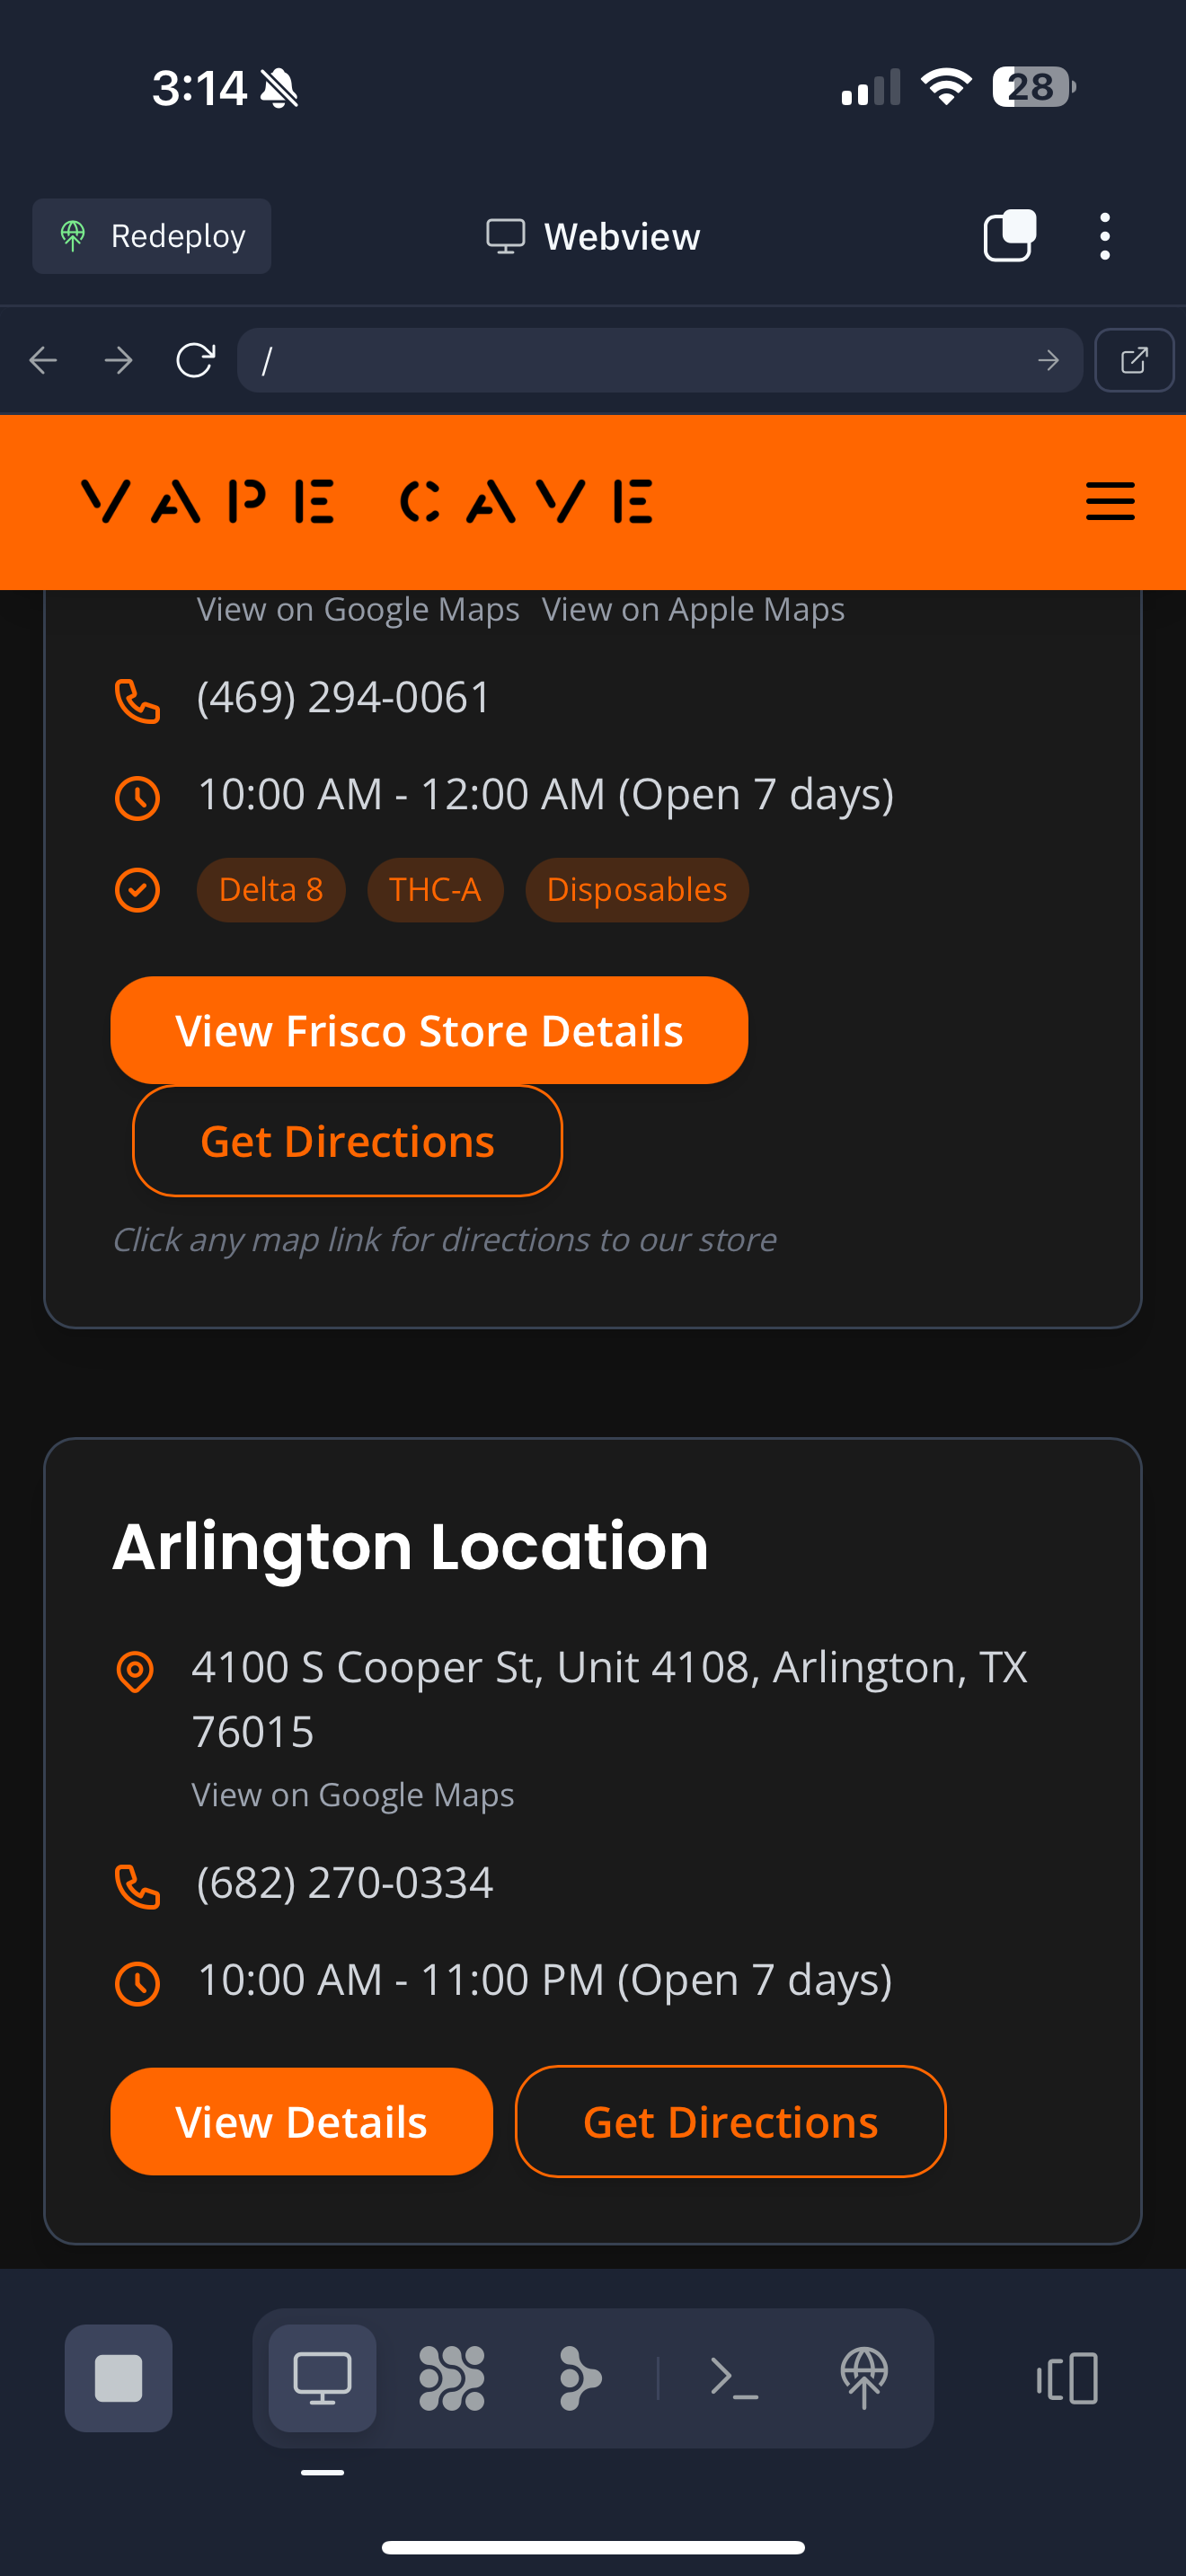 3:14
28
Redeploy
Webview
/
VAPE CAVE
View on Google Maps View on Apple Maps
(469) 294-0061
10:00 AM - 12:00 AM (Open 7 days)
Delta 8 THC-A Disposables
View Frisco Store Details
Get Directions
Click any map link for directions to our store
Arlington Location
4100 S Cooper St, Unit 4108, Arlington, TX
76015
View on Google Maps
(682) 270-0334
10:00 AM - 11:00 PM (Open 7 days)
View Details Get Directions